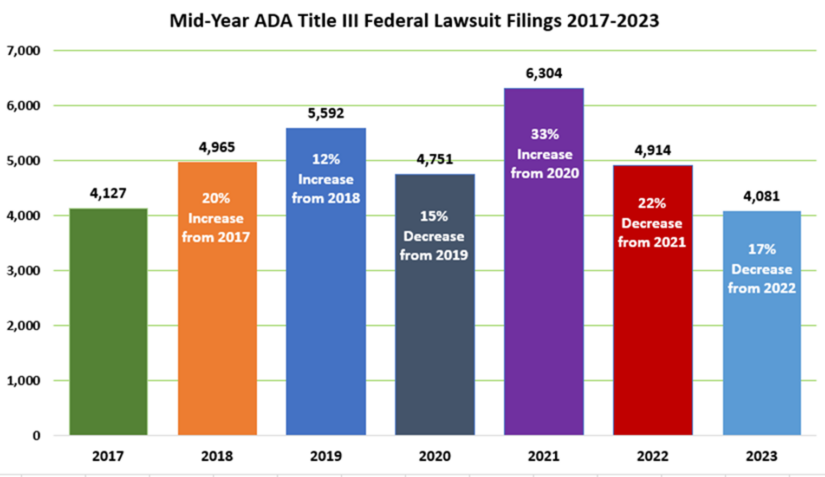 Mid-Year ADA Title III Federal Lawsuit Filings 2017-2023
7,000
6,000
5,000
4,000
3,000
2,000
1,000
0
4,127
4,965
20%
Increase
from 2017
5,592
12%
Increase
from 2018
4,751
15%
Decrease
from 2019
6,304
33%
Increase
from 2020
4,914
22%
Decrease
from 2021
4,081
17%
Decrease
from 2022
2017
2018
2019
2020
2021
2022
2023